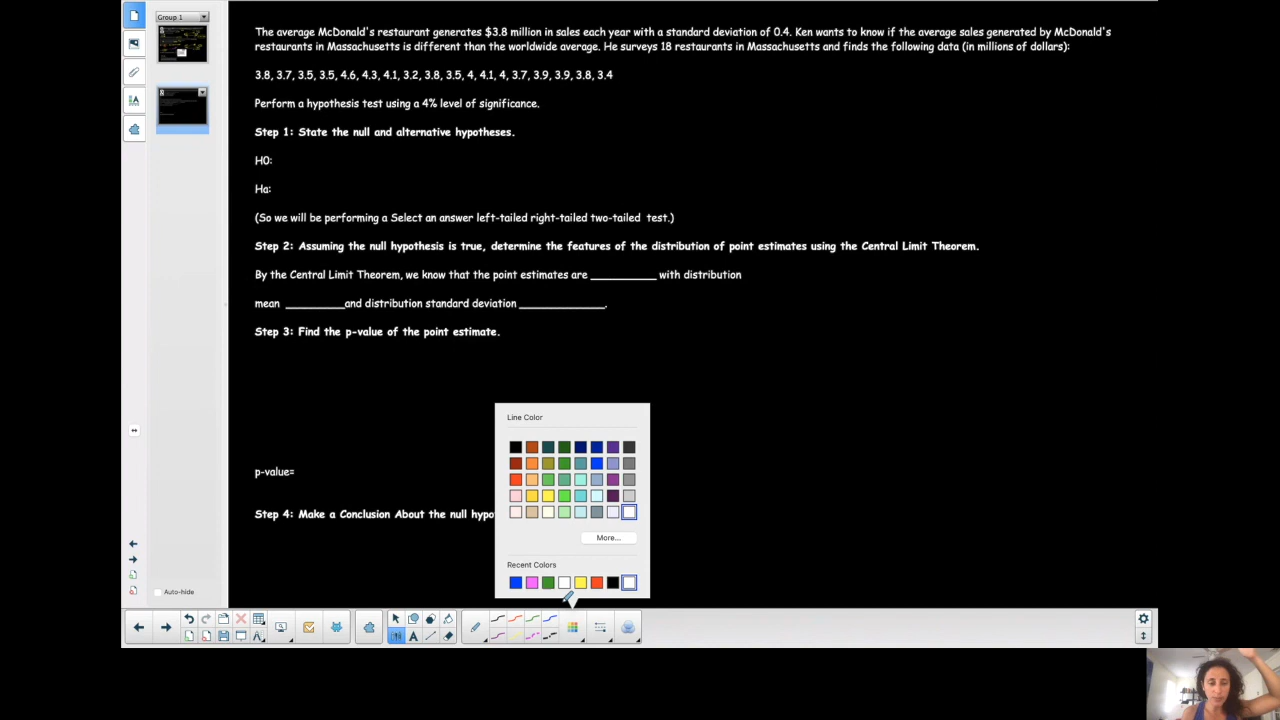 Group 1
The average McDonald's restaurant generates $3.8 million in sales each year with a standard deviation of 0.4. Ken wants to know if the average sales generated by McDonald's
restaurants in Massachusetts is different than the worldwide average. He surveys 18 restaurants in Massachusetts and finds the following data (in millions of dollars):
3.8, 3.7, 3.5, 3.5, 4.6, 4.3, 4.1, 3.2, 3.8, 3.5, 4, 4.1, 4, 3.7, 3.9, 3.9, 3.8, 3.4
Perform a hypothesis test using a 4% level of significance.
Step 1: State the null and alternative hypotheses.
H0:
Ha:
(So we will be performing a Select an answer left-tailed right-tailed two-tailed test.)
Step 2: Assuming the null hypothesis is true, determine the features of the distribution of point estimates using the Central Limit Theorem.
By the Central Limit Theorem, we know that the point estimates are __________ with distribution
mean _________and distribution standard deviation _____________.
Step 3: Find the p-value of the point estimate.
Line Color
p-value=
Step 4: Make a Conclusion About the null hypo
More...
Recent Colors
Auto-hide